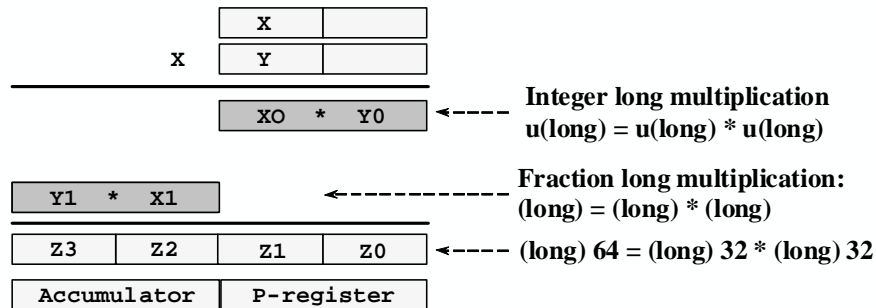 X
X Y
XO * Y0
Integer long multiplication
u(long) = u(long) * u(long)
Y1 * X1
Fraction long multiplication:
(long) = (long) * (long)
Z3 Z2 Z1 Z0
(long) 64 = (long) 32 * (long) 32
Accumulator P-register